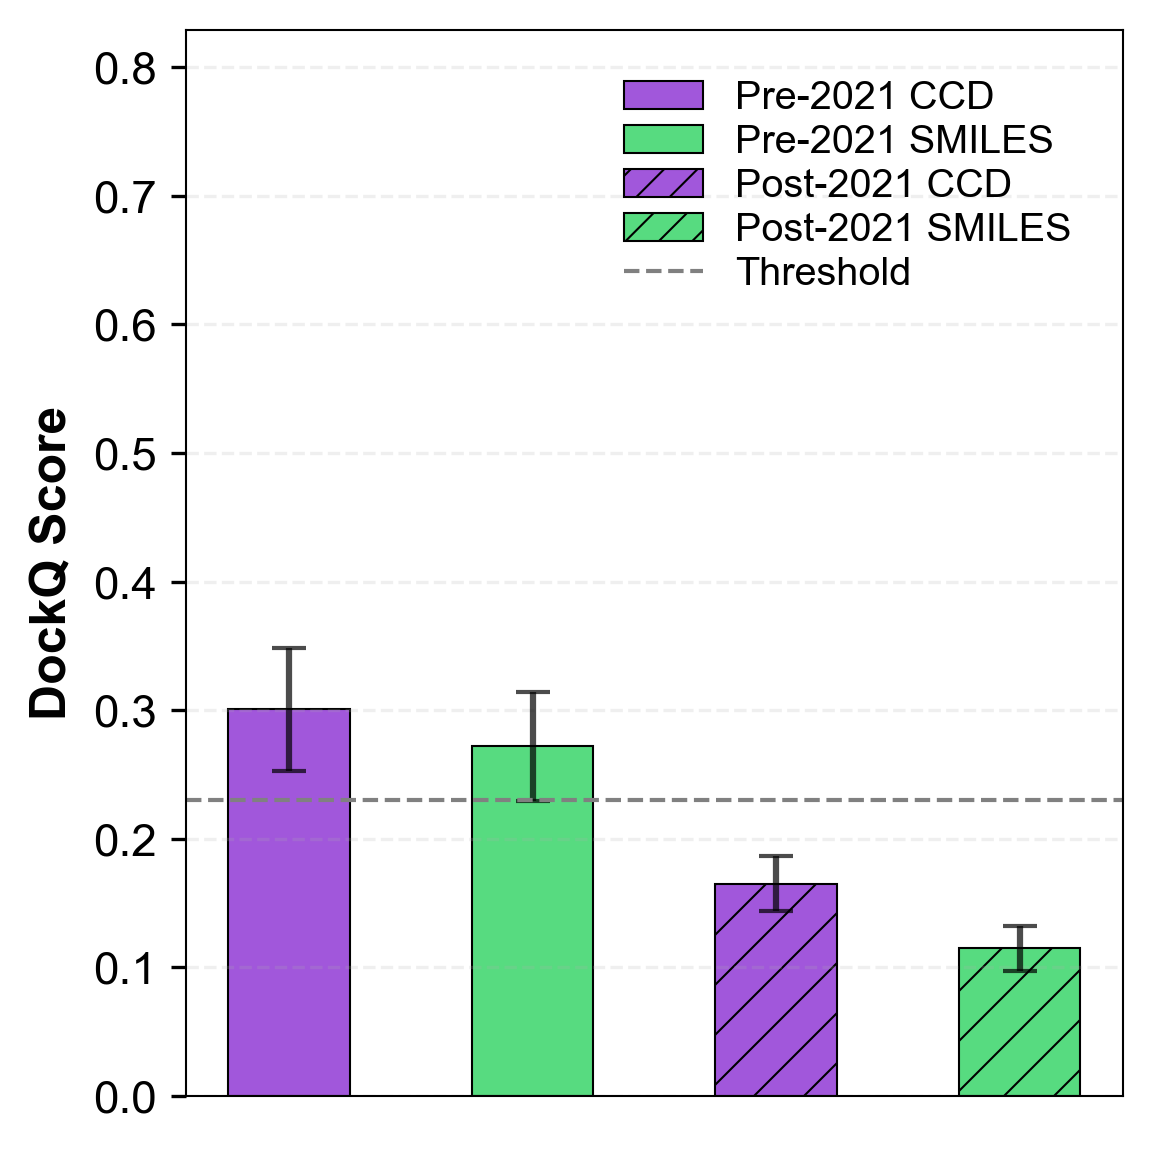 DockQ Score
0.8
0.7
0.6
0.5
0.4
0.3
0.2
0.1
0.0
Pre-2021 CCD
Pre-2021 SMILES
Post-2021 CCD
Post-2021 SMILES
Threshold